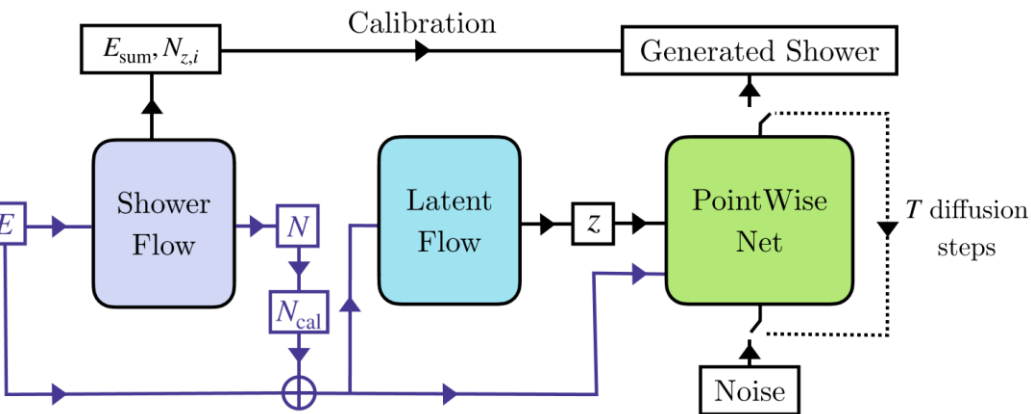 Calibration
E_sum, N_z,i
Generated Shower
Shower
Flow
Latent
Flow
PointWise
Net
E
N
z
T diffusion
steps
N_cal
Noise